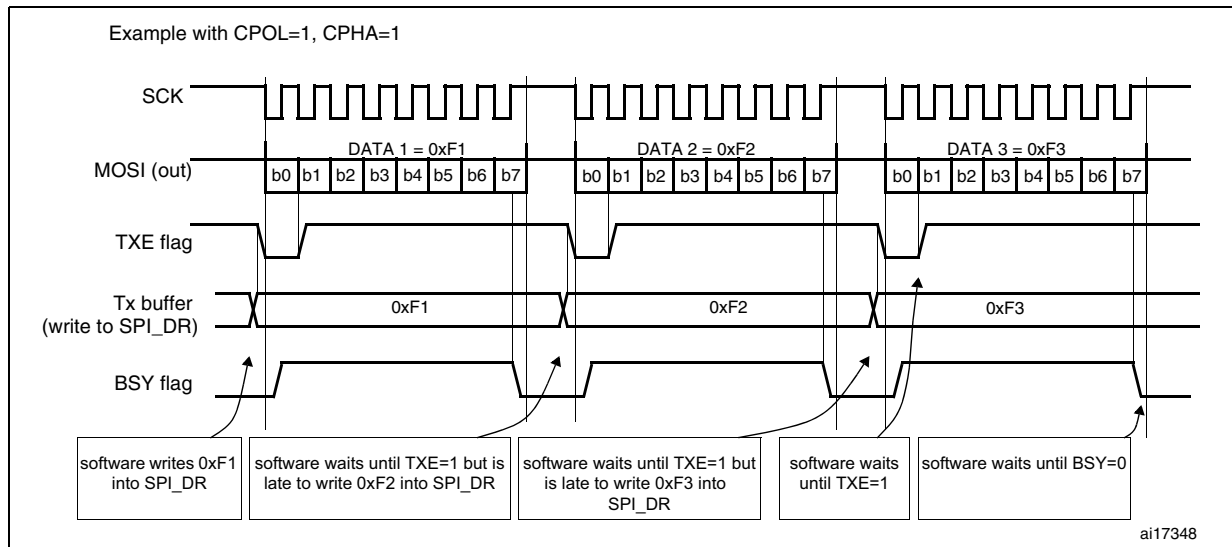 Example with CPOL=1, CPHA=1
SCK
DATA 1 = 0xF1
DATA 2 = 0xF2
DATA 3 = 0xF3
MOSI (out)
b0 b1 b2 b3 b4 b5 b6 b7
b0 b1 b2 b3 b4 b5 b6 b7
b0 b1 b2 b3 b4 b5 b6 b7
TXE flag
Tx buffer
(write to SPI_DR)
0xF1
0xF2
0xF3
BSY flag
software writes 0xF1
into SPI_DR
software waits until TXE=1 but is
late to write 0xF2 into SPI_DR
software waits until TXE=1 but
is late to write 0xF3 into
SPI_DR
software waits
until TXE=1
software waits until BSY=0
ai17348